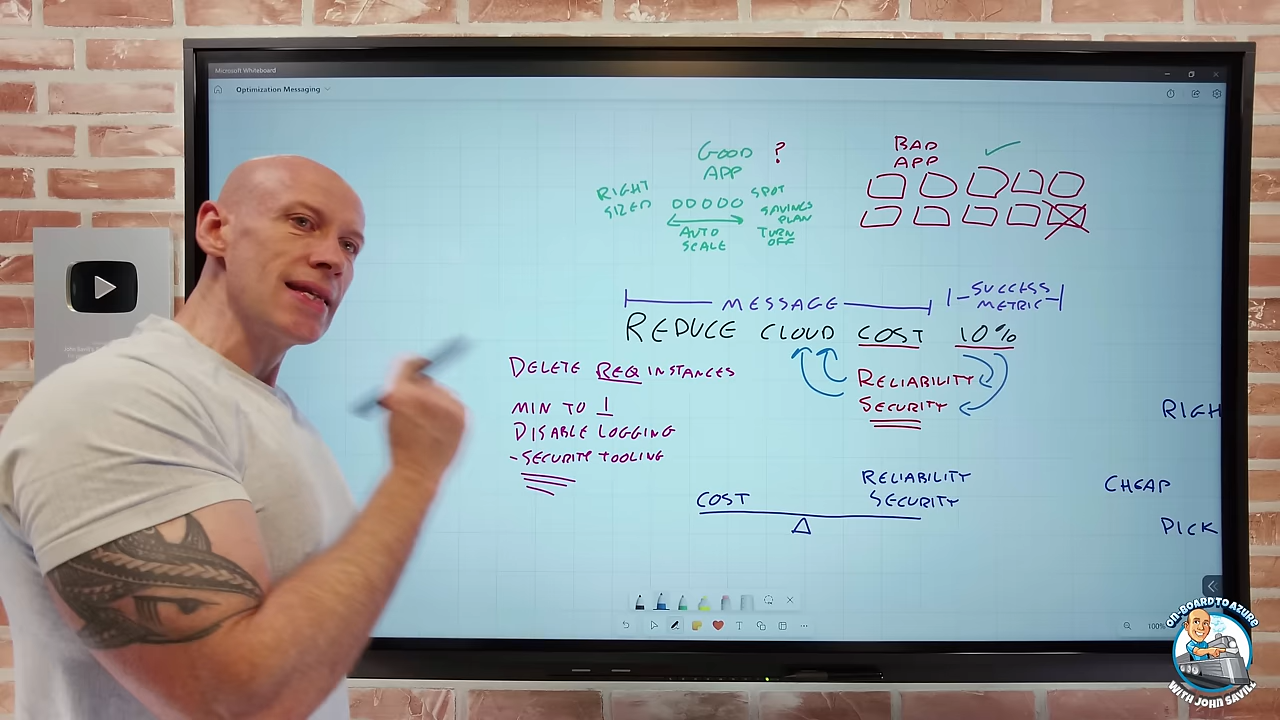 Microsoft Whiteboard
Optimization Messaging
GOOD ?
APP
RIGHT
SIZED
SPOT
SAVINGS
PLAN
TURN
OFF
AUTO
SCALE
BAD
APP
MESSAGE
SUCCESS
METRIC
REDUCE CLOUD COST 10%
RELIABILITY
SECURITY
DELETE REQ INSTANCES
MIN TO 1
DISABLE LOGGING
-SECURITY TOOLING
COST
RELIABILITY
SECURITY
RIGH
CHEAP
PICK
100%
ON-BOARD TO AZURE
WITH JOHN SAVILL